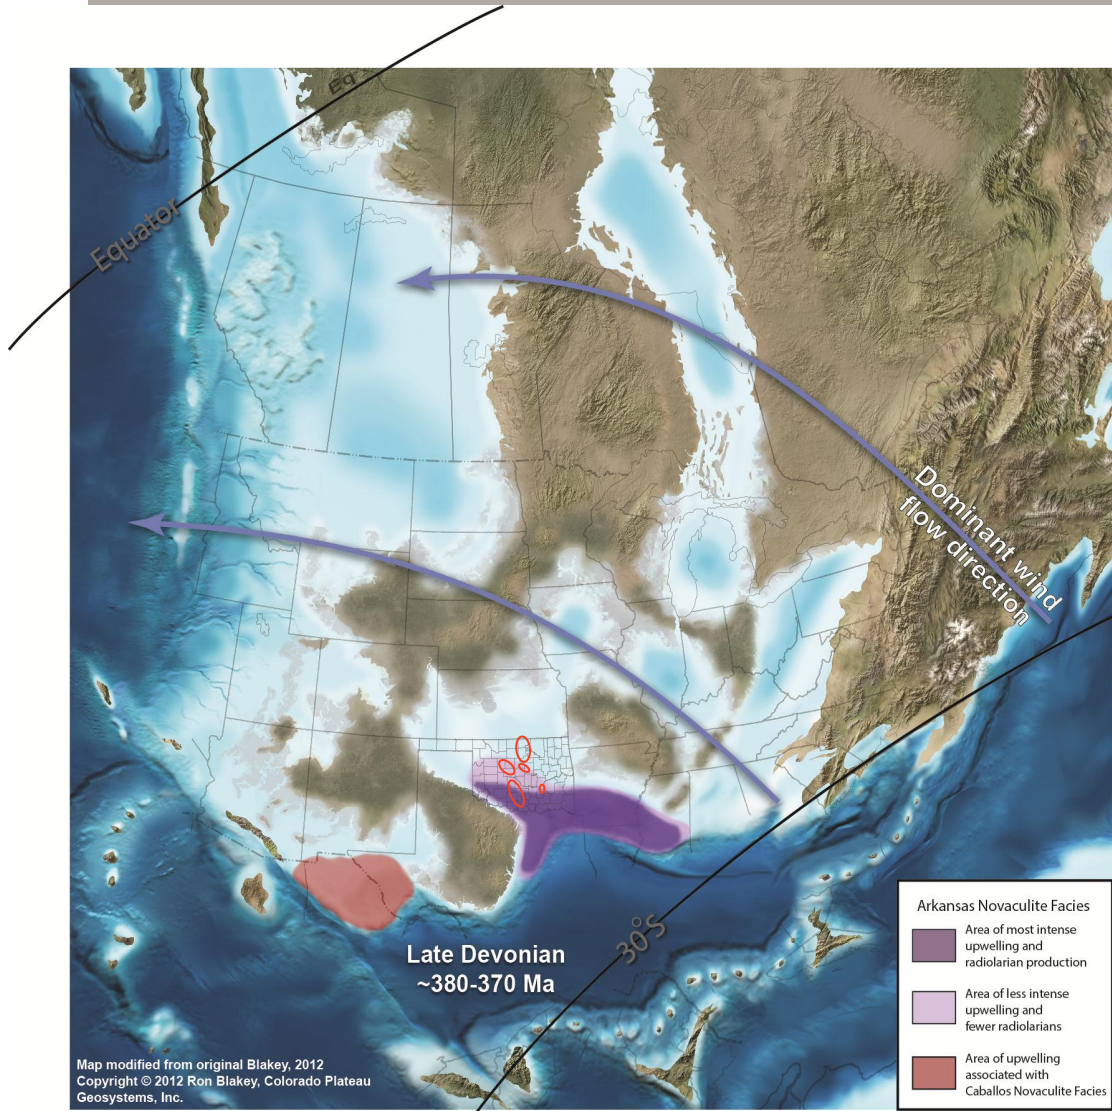 Eq
Equator
Dominant wind
flow direction
30°S
Late Devonian
~380-370 Ma
Map modified from original Blakey, 2012
Copyright © 2012 Ron Blakey, Colorado Plateau
Geosystems, Inc.
Arkansas Novaculite Facies
Area of most intense
upwelling and
radiolarian production
Area of less intense
upwelling and
fewer radiolarians
Area of upwelling
associated with
Caballos Novaculite Facies